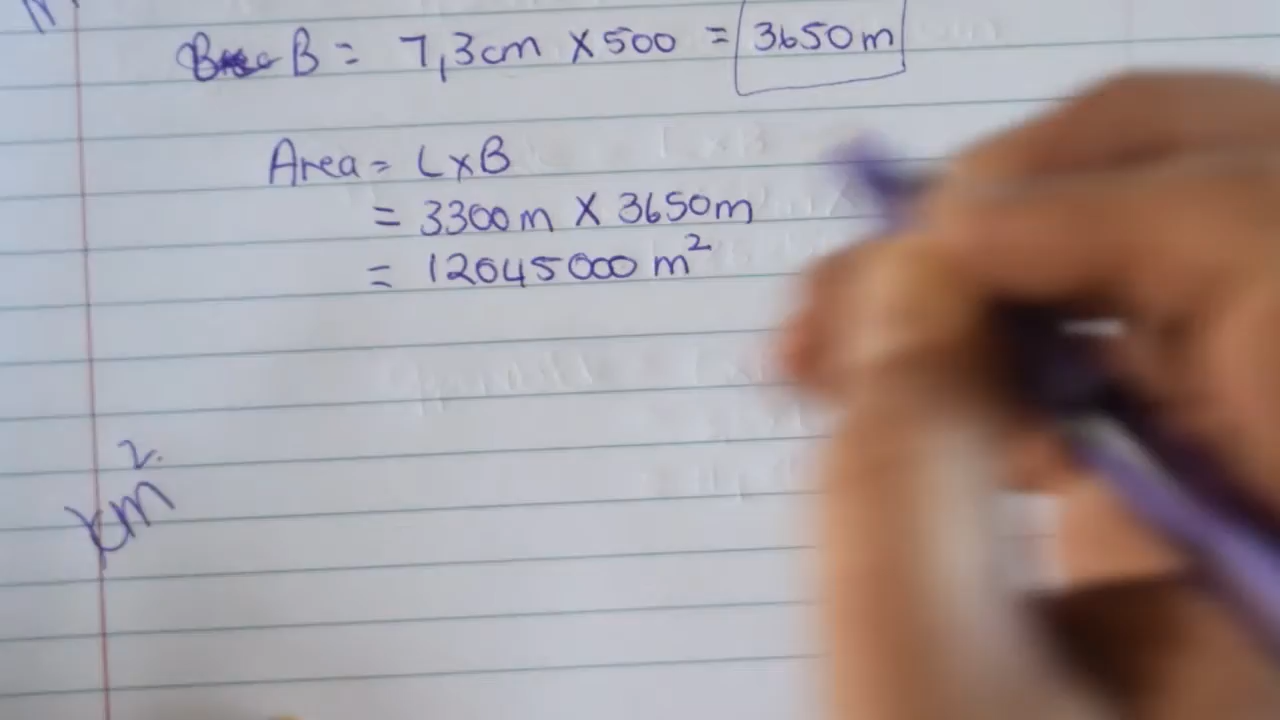 B = 7,3cm X 500 = 3650m
Area = L x B
= 3300m X 3650m
= 12045000 m²
km²